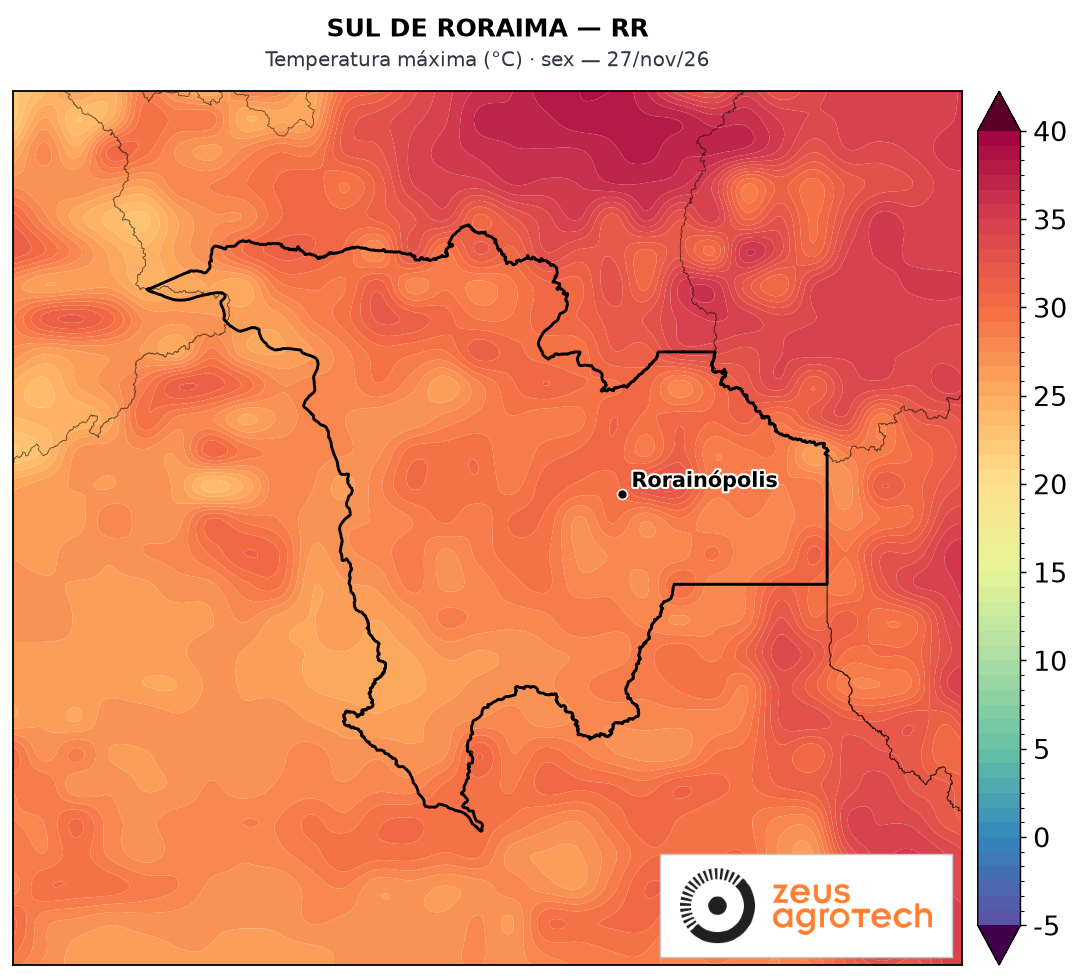 SUL DE RORAIMA — RR
Temperatura máxima (°C) · sex — 27/nov/26
40
35
30
25
20
15
10
5
0
-5
Rorainópolis
zeus
agrotech